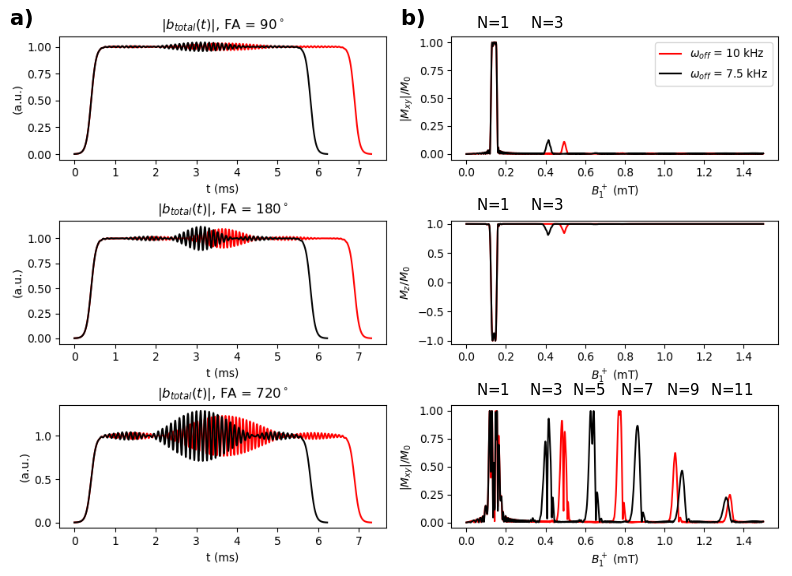 a)
|b_total(t)|, FA = 90°
(a.u.)
1.00
0.75
0.50
0.25
0.00
0 1 2 3 4 5 6 7
t (ms)
|b_total(t)|, FA = 180°
(a.u.)
1.00
0.75
0.50
0.25
0.00
0 1 2 3 4 5 6 7
t (ms)
|b_total(t)|, FA = 720°
(a.u.)
1.0
0.5
0.0
0 1 2 3 4 5 6 7
t (ms)
b)
N=1 N=3
|M_xy|/M_0
1.00
0.75
0.50
0.25
0.00
ω_off = 10 kHz
ω_off = 7.5 kHz
0.0 0.2 0.4 0.6 0.8 1.0 1.2 1.4
B_1^+ (mT)
N=1 N=3
M_z/M_0
1.0
0.5
0.0
−0.5
−1.0
0.0 0.2 0.4 0.6 0.8 1.0 1.2 1.4
B_1^+ (mT)
N=1 N=3 N=5 N=7 N=9 N=11
|M_xy|/M_0
1.00
0.75
0.50
0.25
0.00
0.0 0.2 0.4 0.6 0.8 1.0 1.2 1.4
B_1^+ (mT)